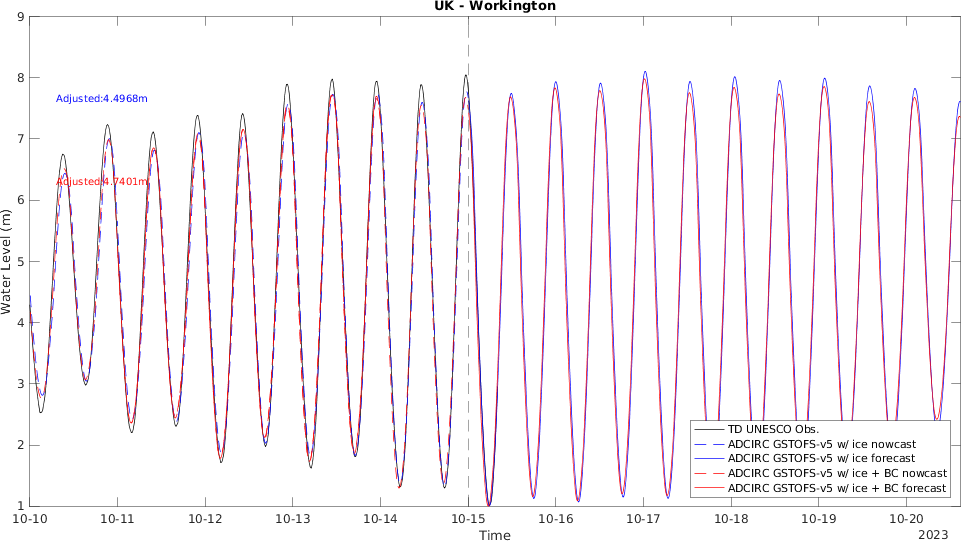 UK - Workington
9
8
7
6
5
4
3
2
1
Water Level (m)
Adjusted:4.4968m
Adjusted:4.7401m
TD UNESCO Obs.
ADCIRC GSTOFS-v5 w/ ice nowcast
ADCIRC GSTOFS-v5 w/ ice forecast
ADCIRC GSTOFS-v5 w/ ice + BC nowcast
ADCIRC GSTOFS-v5 w/ ice + BC forecast
10-10 10-11 10-12 10-13 10-14 10-15 10-16 10-17 10-18 10-19 10-20
Time
2023